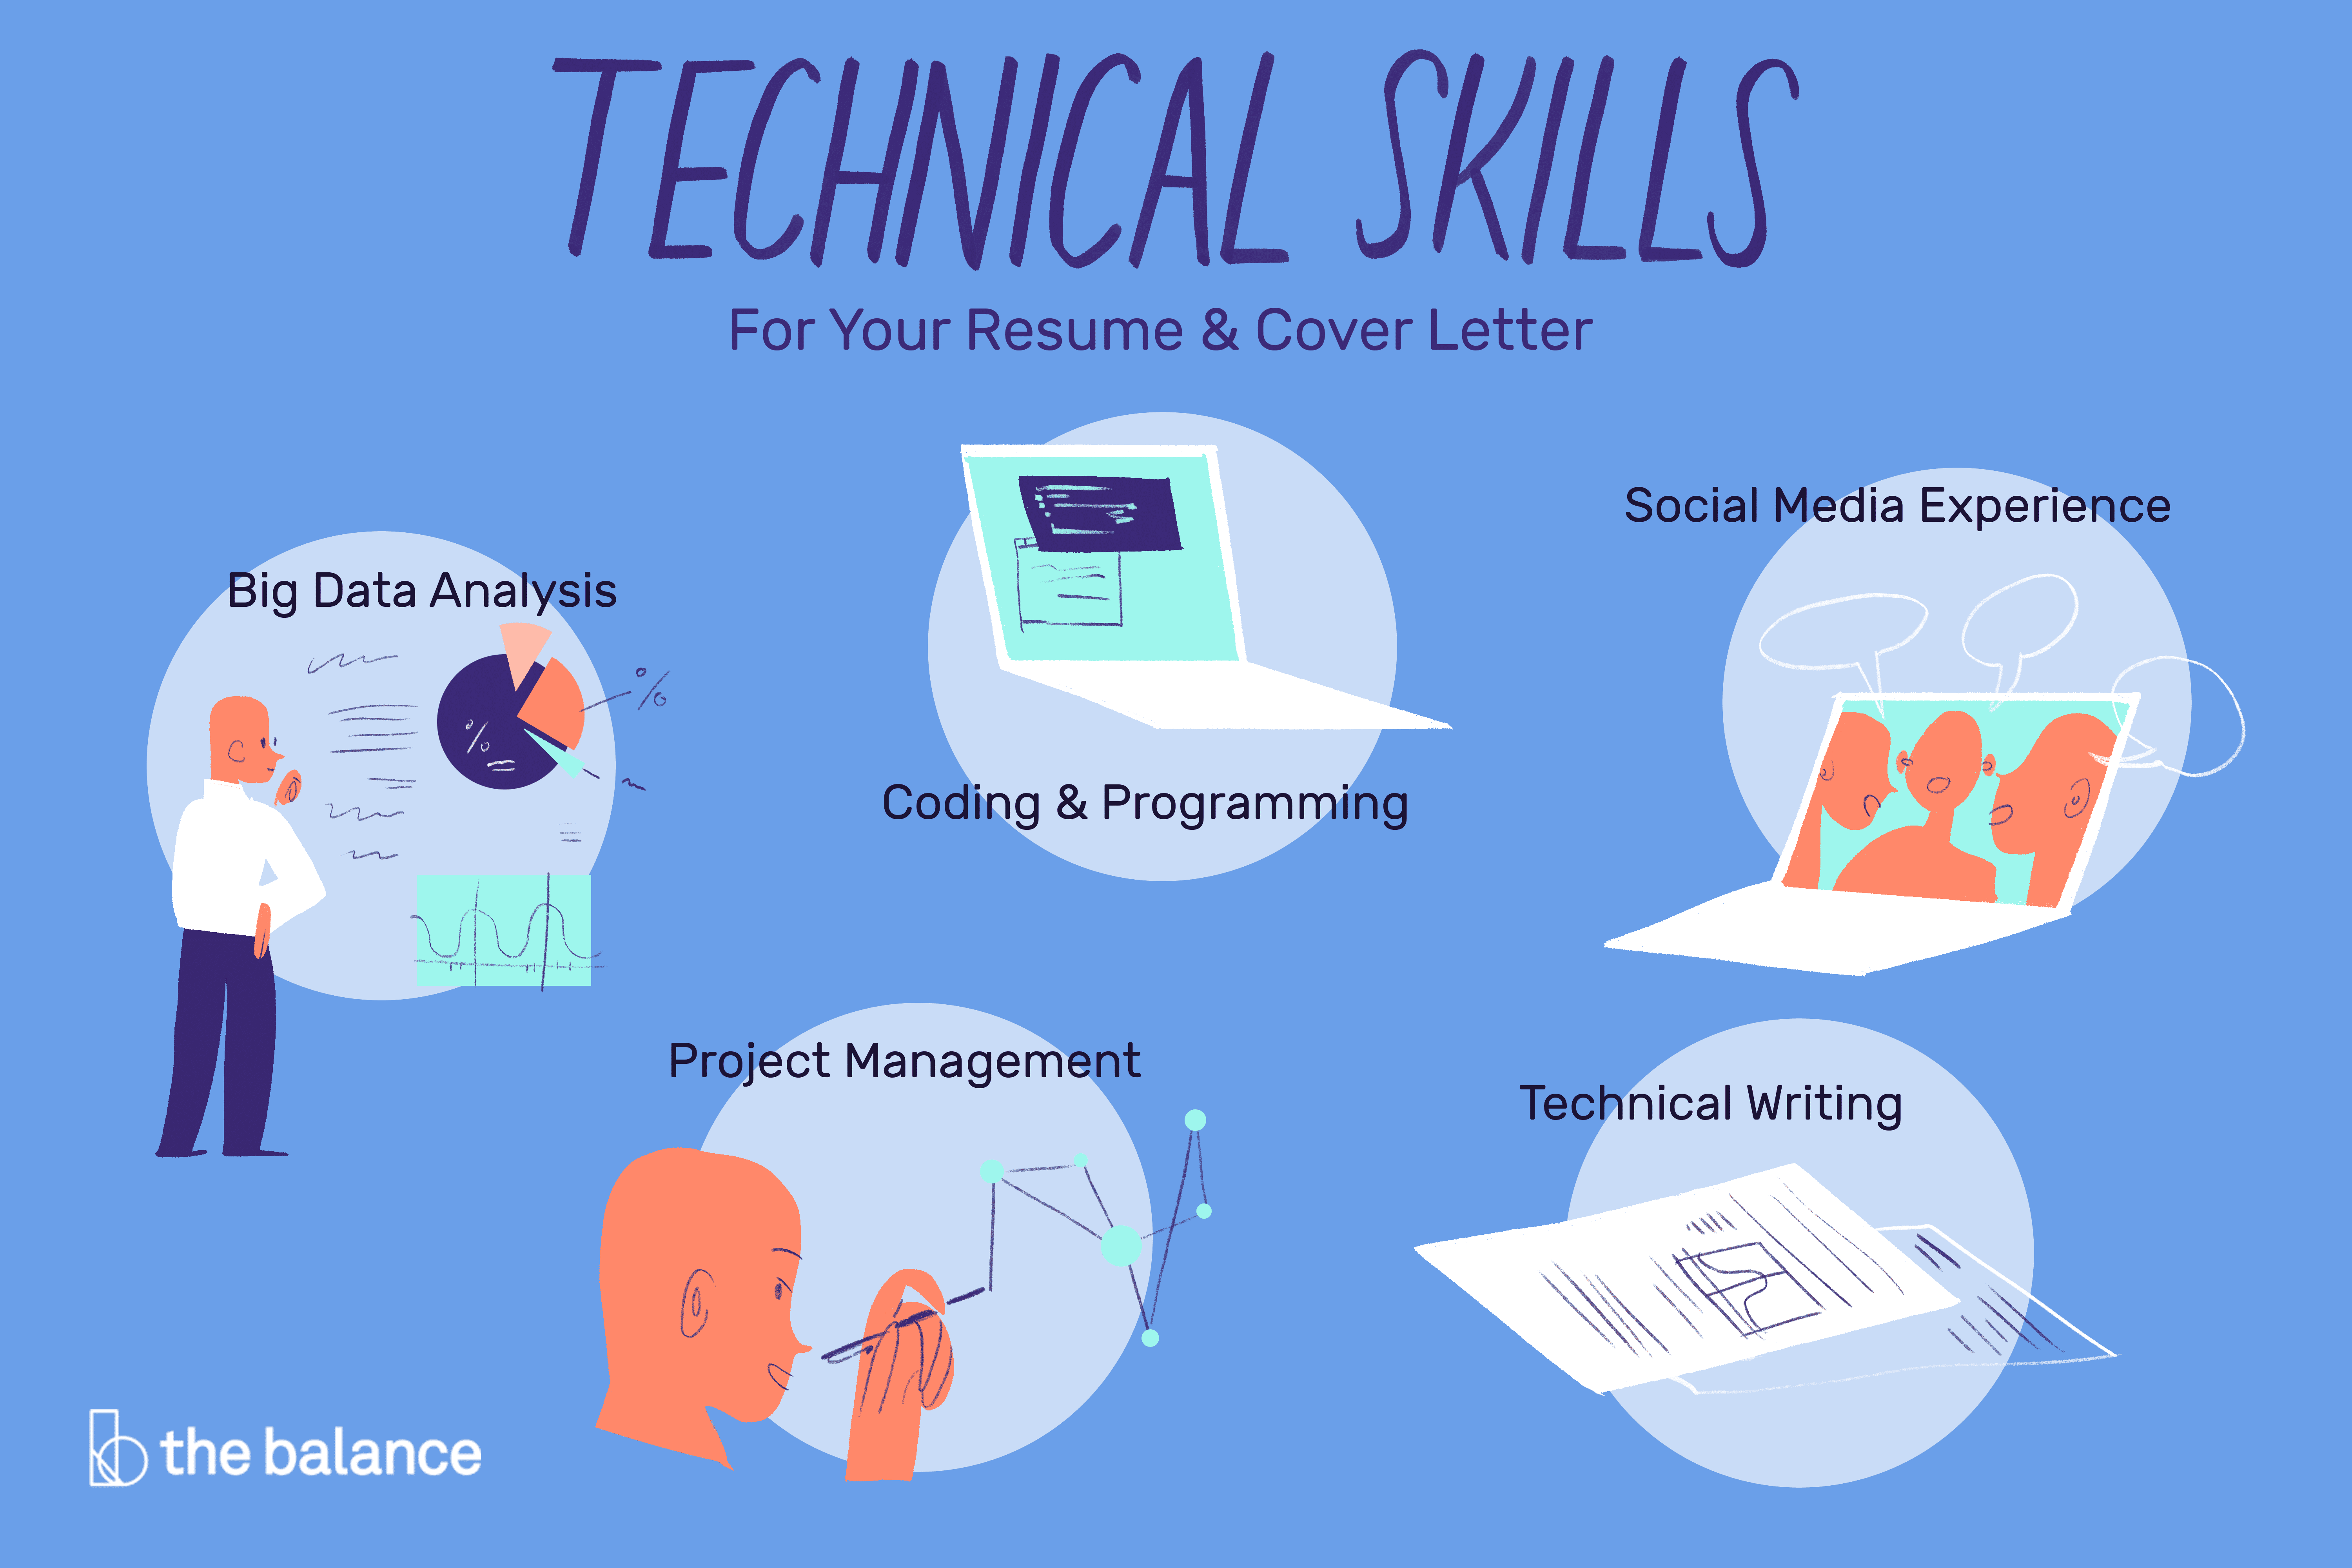 TECHNICAL SKILLS
For Your Resume & Cover Letter
Big Data Analysis
%
%
Coding & Programming
Social Media Experience
Project Management
Technical Writing
the balance